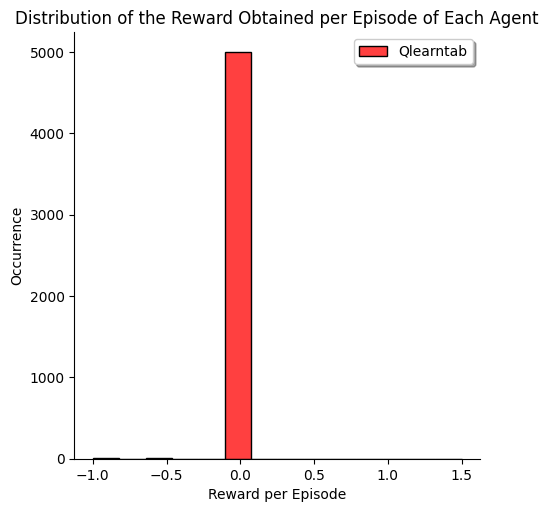 Distribution of the Reward Obtained per Episode of Each Agent
Qlearntab
5000
4000
3000
2000
1000
0
Occurrence
−1.0 −0.5 0.0 0.5 1.0 1.5
Reward per Episode